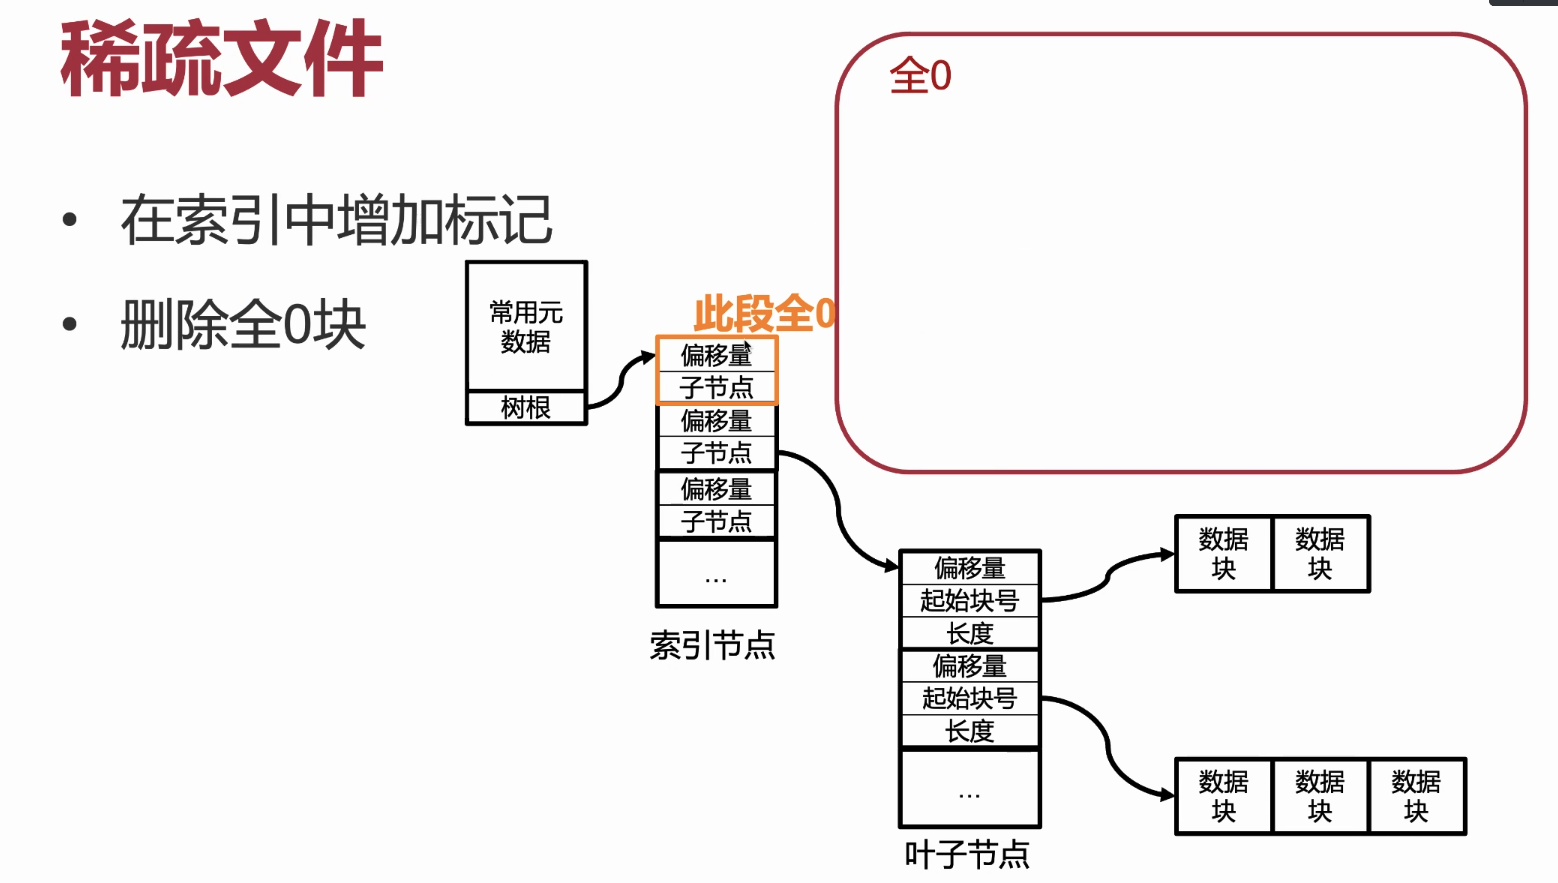 稀疏文件
全0
• 在索引中增加标记
• 删除全0块
常用元
数据
树根
此段全0
偏移量
子节点
偏移量
子节点
偏移量
子节点
...
索引节点
偏移量
起始块号
长度
偏移量
起始块号
长度
...
叶子节点
数据
块
数据
块
数据
块
数据
块
数据
块